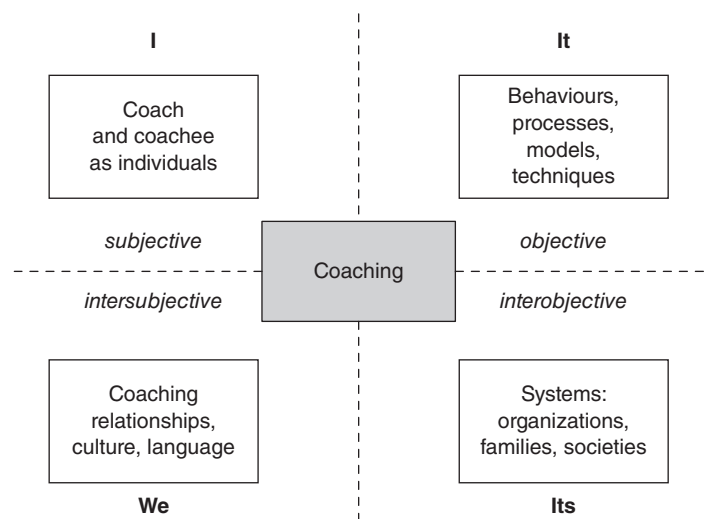 I
It
Coach
and coachee
as individuals
Behaviours,
processes,
models,
techniques
subjective
objective
Coaching
intersubjective
interobjective
Coaching
relationships,
culture, language
Systems:
organizations,
families, societies
We
Its